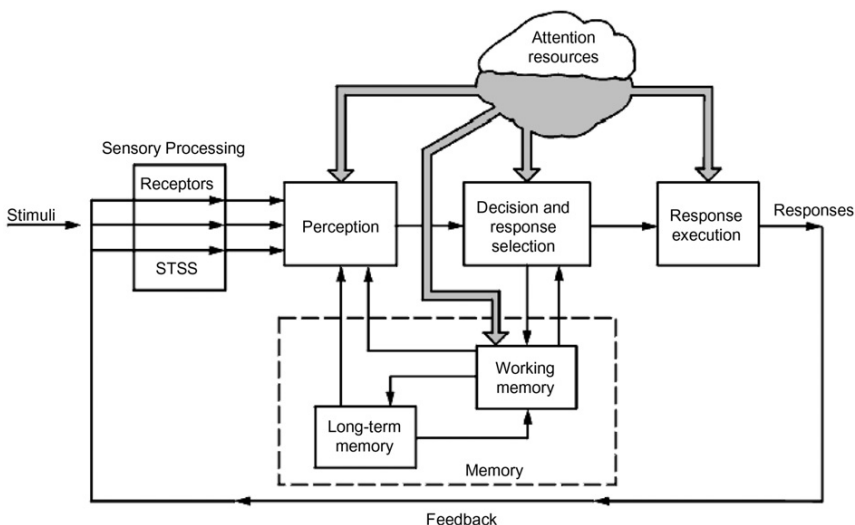 Attention
resources
Sensory Processing
Receptors
Stimuli
STSS
Perception
Decision and
response
selection
Response
execution
Responses
Working
memory
Long-term
memory
Memory
Feedback